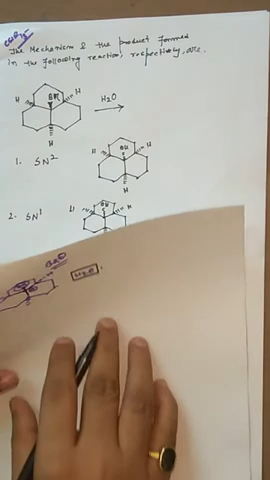 The Mechanism & the product formed
in the following reaction, respectively are.
H H
H₂O
H
1. SN²
H OH H
H
2. SN¹
H OH H
H₂O